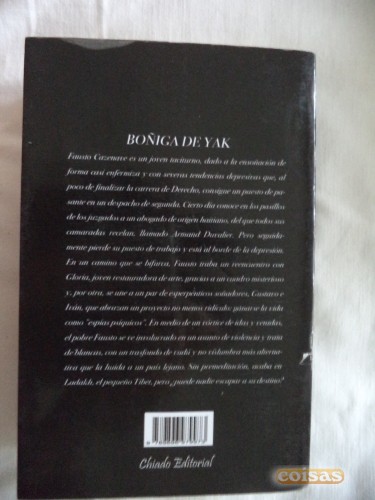 BOÑIGA DE YAK
Fausto Cazenave es un joven taciturno, dado a la ensoñación de
forma casi enfermiza y con severas tendencias depresivas que, al
poco de finalizar la carrera de Derecho, consigue un puesto de pa-
sante en un despacho de segunda. Cierto día conoce en los pasillos
de los juzgados a un abogado de origen haitiano, del que todos sus
camaradas recelan, llamado Armand Duvalier. Pero seguida-
mente pierde su puesto de trabajo y está al borde de la depresión.
En un camino que se bifurca, Fausto traba un reencuentro con
Gloria, joven restauradora de arte, gracias a un cuadro misterioso
y, por otra, se une a un par de esperpénticos soñadores, Gustavo e
Iván, que abrazan un proyecto no menos ridículo: ganarse la vida
como "espías psíquicos". En medio de un vórtice de idas y venidas,
el pobre Fausto se ve involucrado en un asunto de violencia y trata
de blancas, con un trasfondo de vudú y no vislumbra más alterna-
tiva que la huida a un país lejano. Sin premeditación, acaba en
Ladakh, el pequeño Tíbet, pero ¿puede nadie escapar a su destino?
Chiado Editorial
coisas